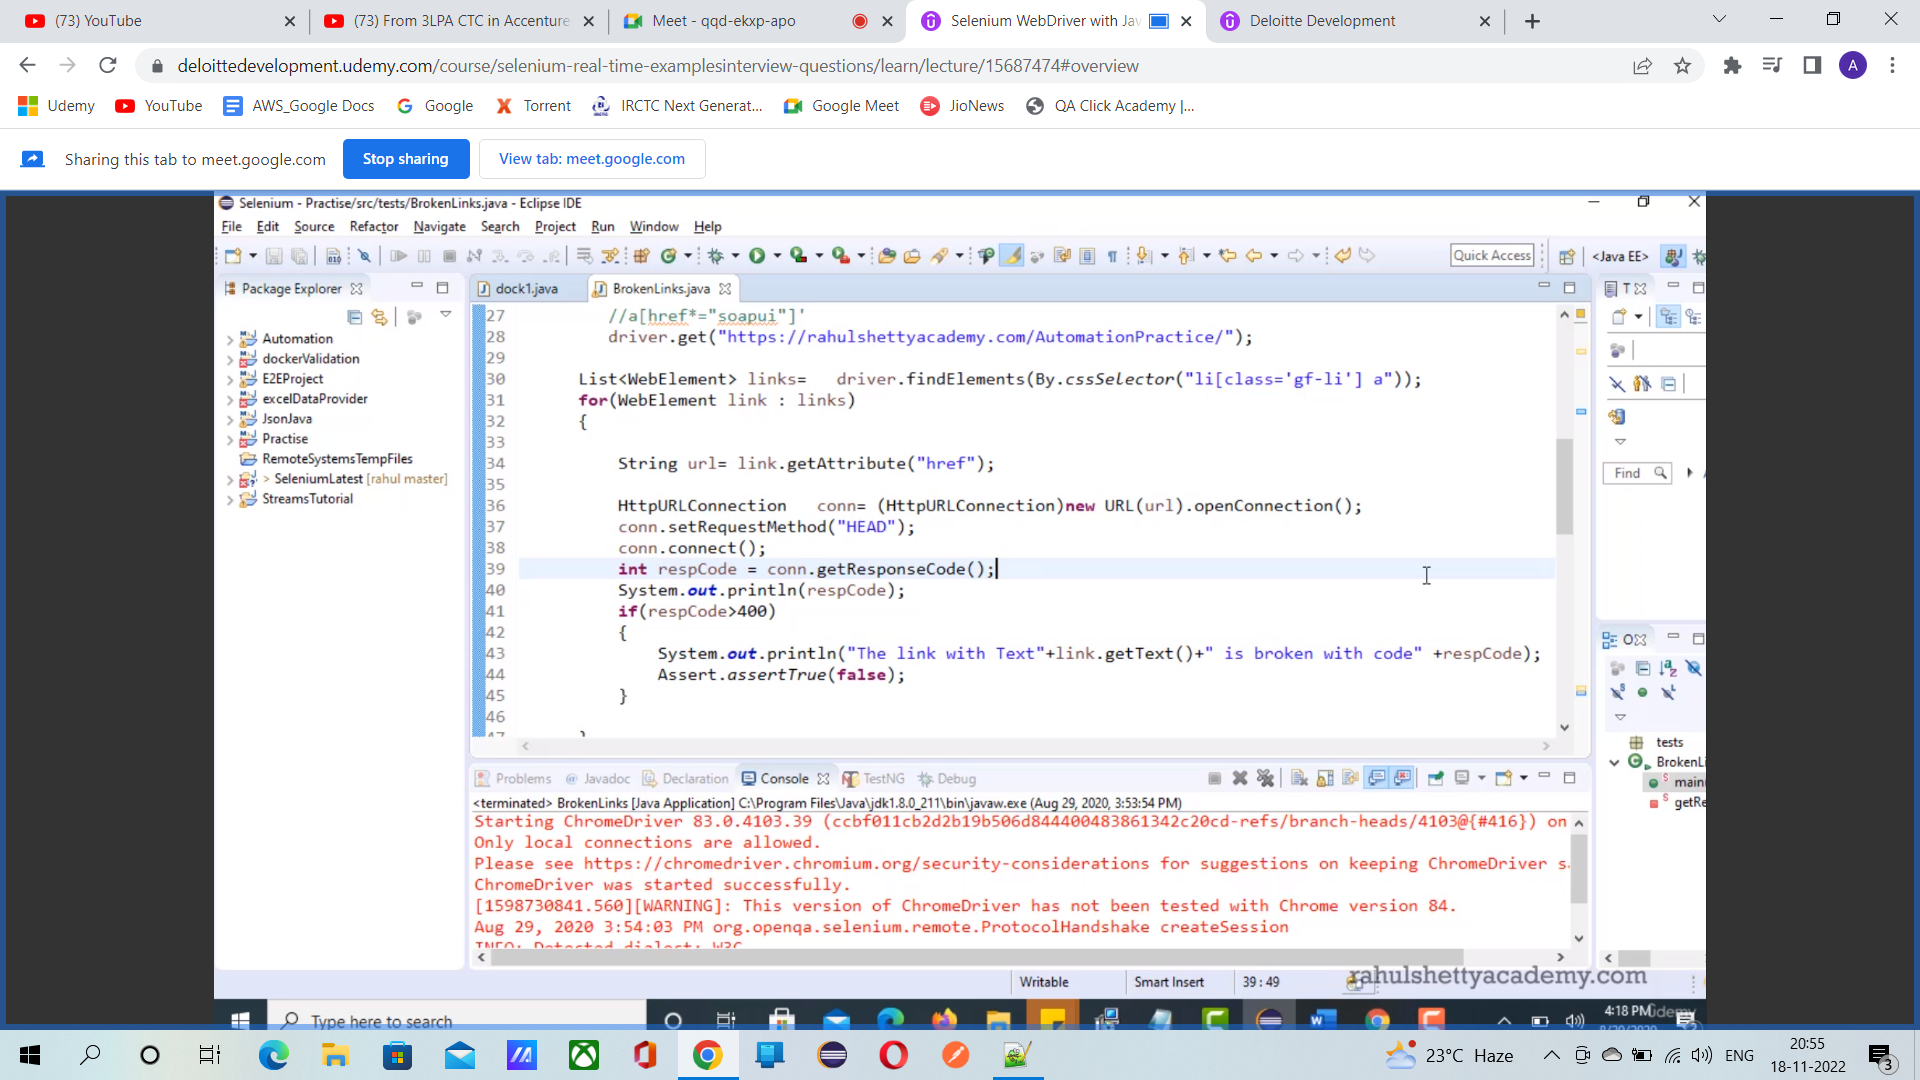 (73) YouTube
(73) From 3LPA CTC in Accenture
Meet - qqd-ekxp-apo
Selenium WebDriver with Jav
Deloitte Development
deloittedevelopment.udemy.com/course/selenium-real-time-examplesinterview-questions/learn/lecture/15687474#overview
A
Udemy
YouTube
AWS_Google Docs
Google
Torrent
IRCTC Next Generat...
Google Meet
JioNews
QA Click Academy |...
Sharing this tab to meet.google.com
Stop sharing
View tab: meet.google.com
Selenium - Practise/src/tests/BrokenLinks.java - Eclipse IDE
File Edit Source Refactor Navigate Search Project Run Window Help
Quick Access
<Java EE>
Package Explorer
Automation
dockerValidation
E2EProject
excelDataProvider
JsonJava
Practise
RemoteSystemsTempFiles
> SeleniumLatest [rahul master]
StreamsTutorial
dock1.java
BrokenLinks.java
27 //a[href*="soapui"]'
28 driver.get("https://rahulshettyacademy.com/AutomationPractice/");
29
30 List<WebElement> links= driver.findElements(By.cssSelector("li[class='gf-li'] a"));
31 for(WebElement link : links)
32 {
33
34 String url= link.getAttribute("href");
35
36 HttpURLConnection conn= (HttpURLConnection)new URL(url).openConnection();
37 conn.setRequestMethod("HEAD");
38 conn.connect();
39 int respCode = conn.getResponseCode();
40 System.out.println(respCode);
41 if(respCode>400)
42 {
43 System.out.println("The link with Text"+link.getText()+" is broken with code" +respCode);
44 Assert.assertTrue(false);
45 }
46
47 }
T
Find
O
tests
BrokenLi
main(
getRe
Problems
@ Javadoc
Declaration
Console
TestNG
Debug
<terminated> BrokenLinks [Java Application] C:\Program Files\Java\jdk1.8.0_211\bin\javaw.exe (Aug 29, 2020, 3:53:54 PM)
Starting ChromeDriver 83.0.4103.39 (ccbf011cb2d2b19b506d844400483861342c20cd-refs/branch-heads/4103@{#416}) on
Only local connections are allowed.
Please see https://chromedriver.chromium.org/security-considerations for suggestions on keeping ChromeDriver s
ChromeDriver was started successfully.
[1598730841.560][WARNING]: This version of ChromeDriver has not been tested with Chrome version 84.
Aug 29, 2020 3:54:03 PM org.openqa.selenium.remote.ProtocolHandshake createSession
INFO: Detected dialect: W3C
Writable
Smart Insert
39 : 49
rahulshettyacademy.com
Type here to search
4:18 PM
Udemy
23°C Haze
ENG
20:55
18-11-2022
3